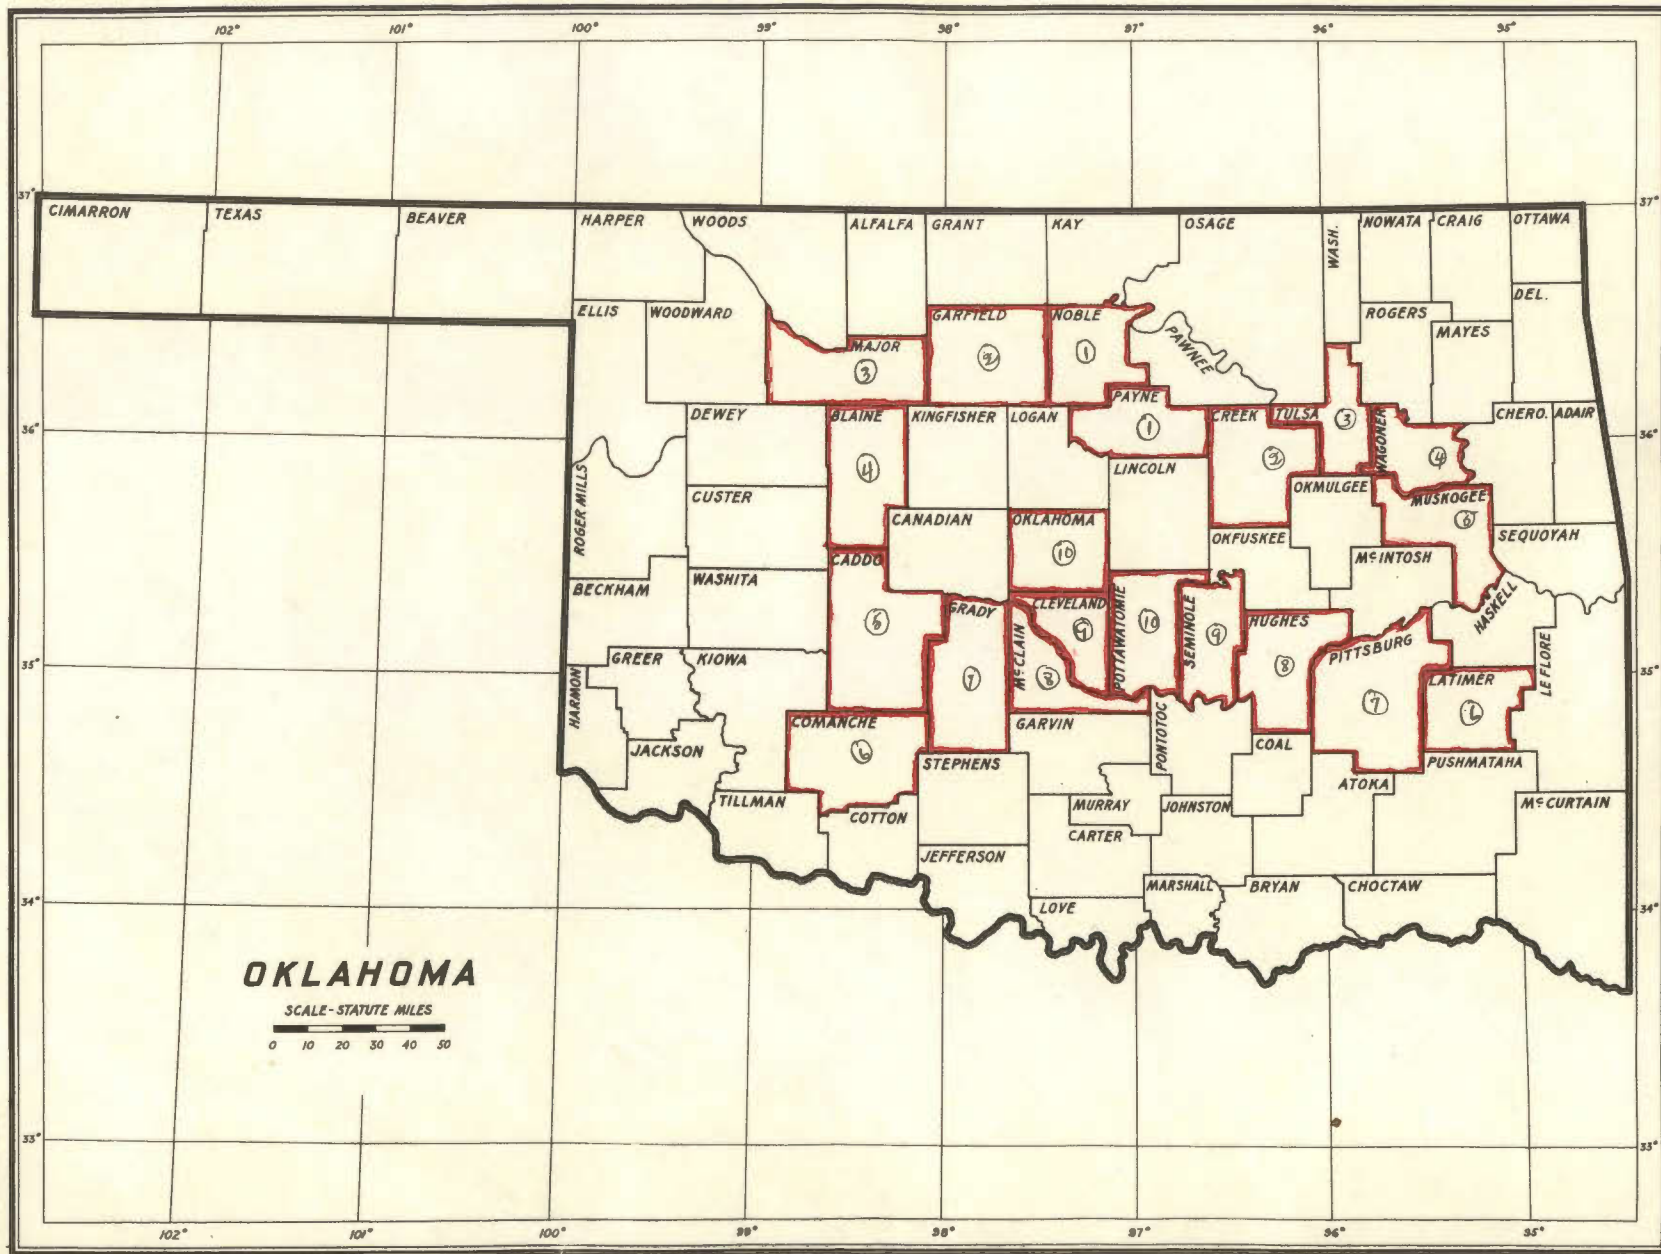 102° 101° 100° 99° 98° 97° 96° 95°
37° 37°
CIMARRON TEXAS BEAVER HARPER WOODS ALFALFA GRANT KAY OSAGE WASH. NOWATA CRAIG OTTAWA
ELLIS WOODWARD GARFIELD NOBLE PAWNEE ROGERS MAYES DEL.
MAJOR
3 2 1
DEWEY BLAINE KINGFISHER LOGAN PAYNE CREEK TULSA WAGONER CHERO. ADAIR
36° 36°
4 1 2 3 4
LINCOLN
ROGER MILLS CUSTER OKMULGEE MUSKOGEE
CANADIAN OKLAHOMA OKFUSKEE SEQUOYAH
10
CADDO McINTOSH
BECKHAM WASHITA
GRADY CLEVELAND POTTAWATOMIE SEMINOLE HUGHES HASKELL
9 10 9
35° 35°
GREER KIOWA McCLAIN PITTSBURG LE FLORE
8 8
HARMON LATIMER
7 6
COMANCHE GARVIN PONTOTOC
6
JACKSON STEPHENS COAL PUSHMATAHA
TILLMAN COTTON MURRAY JOHNSTON ATOKA McCURTAIN
CARTER
JEFFERSON MARSHALL BRYAN CHOCTAW
LOVE
34° 34°
OKLAHOMA
SCALE-STATUTE MILES
0 10 20 30 40 50
33° 33°
102° 101° 100° 99° 98° 97° 96° 95°